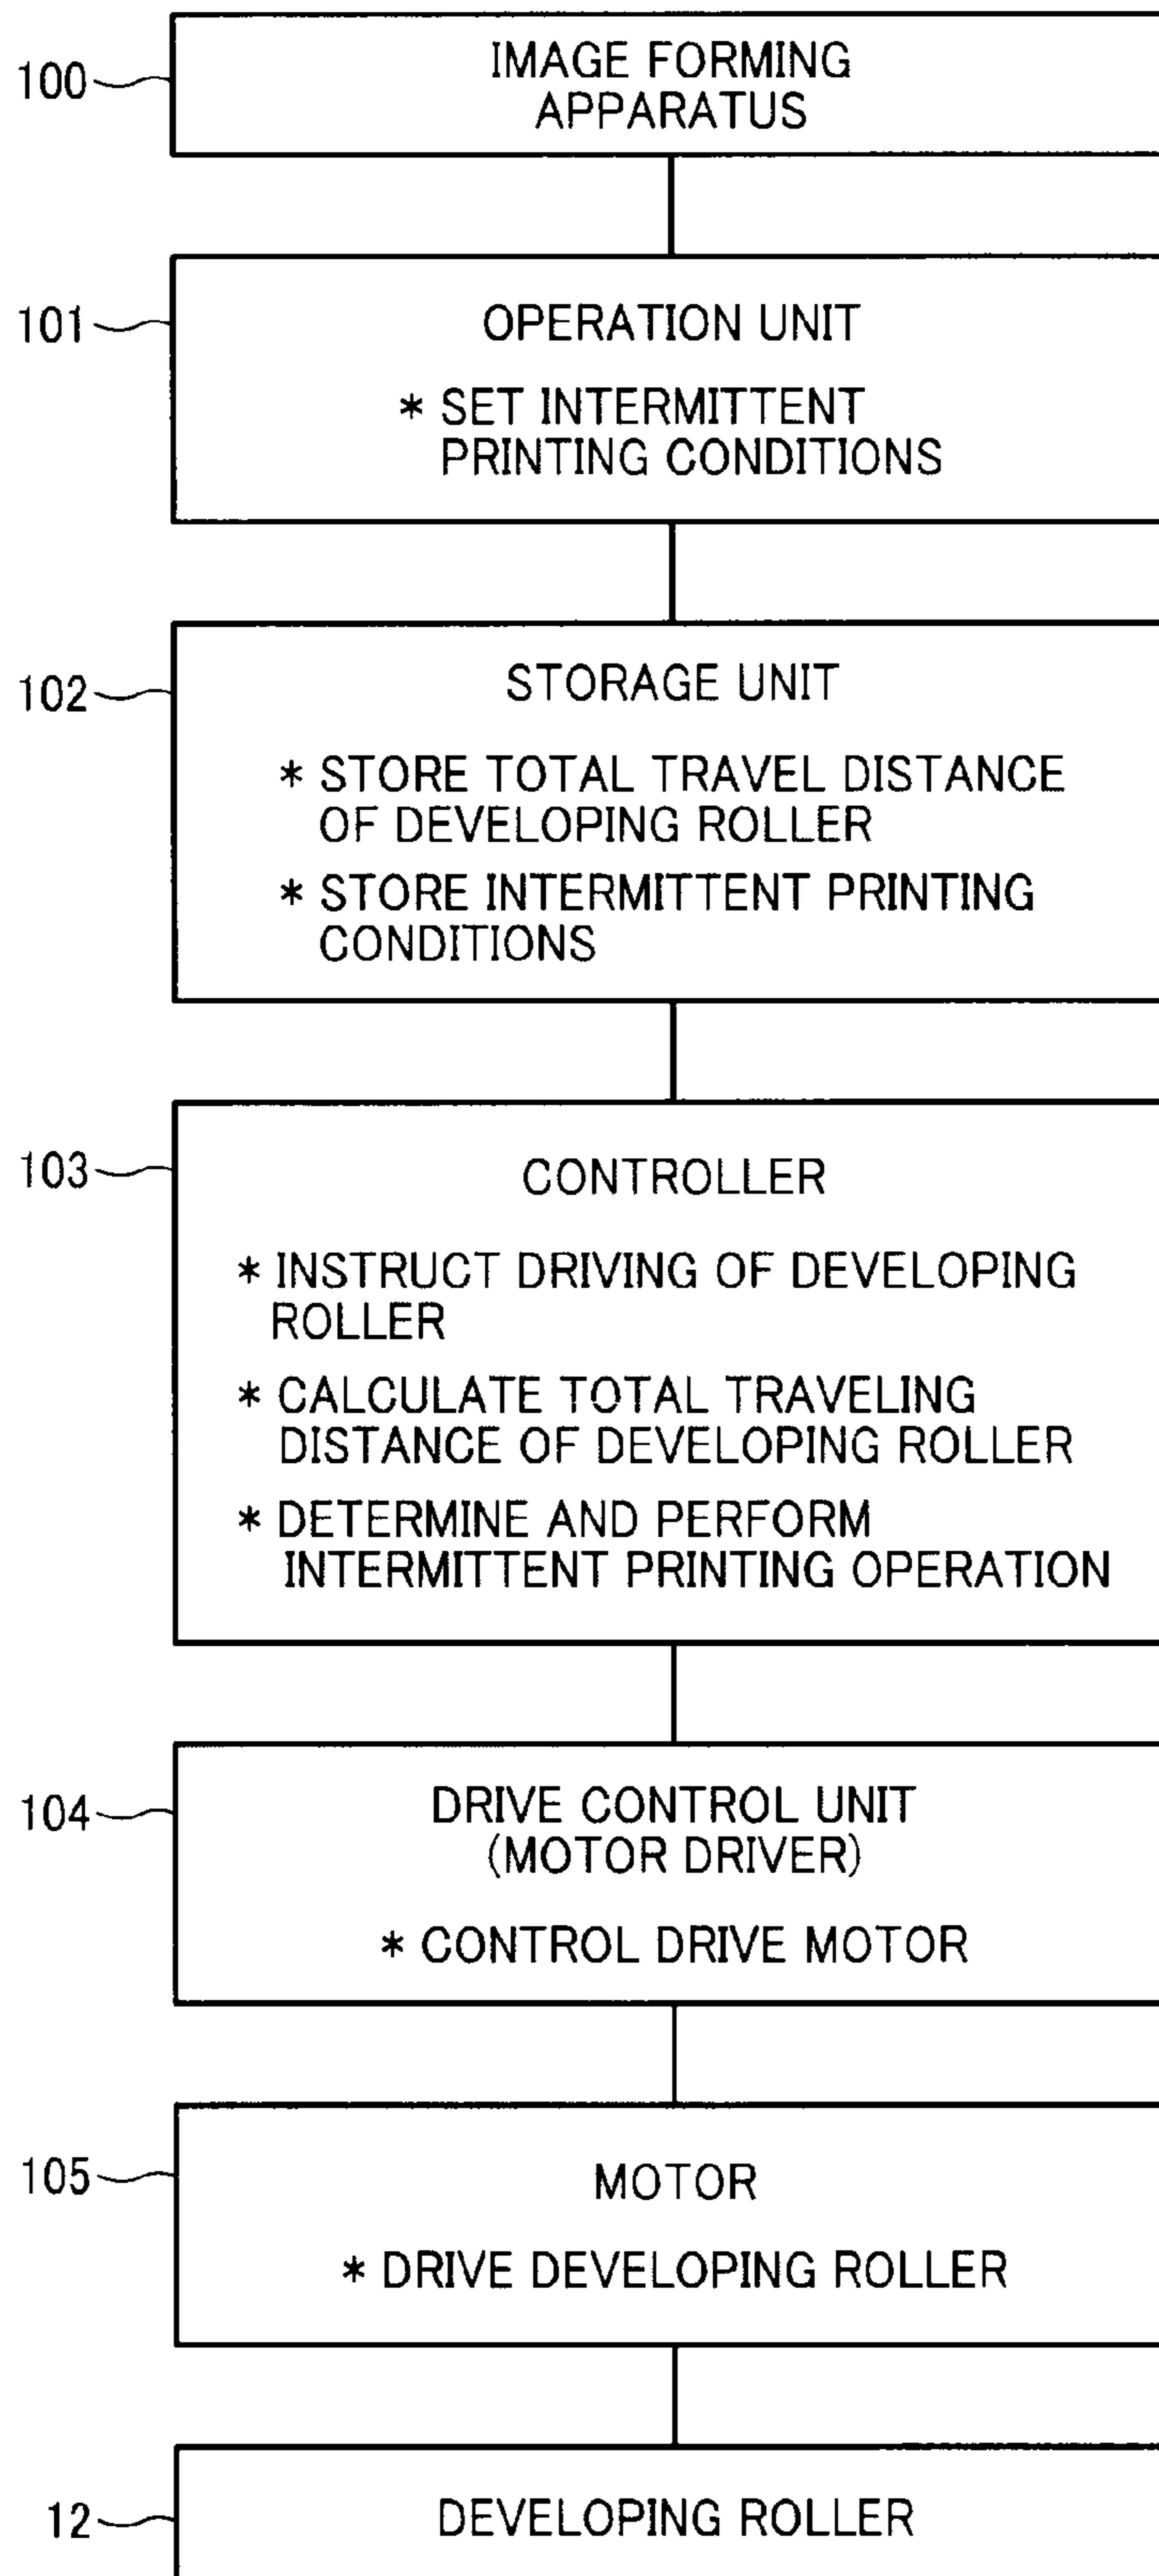 100
IMAGE FORMING
APPARATUS
101
OPERATION UNIT
* SET INTERMITTENT
PRINTING CONDITIONS
102
STORAGE UNIT
* STORE TOTAL TRAVEL DISTANCE
OF DEVELOPING ROLLER
* STORE INTERMITTENT PRINTING
CONDITIONS
103
CONTROLLER
* INSTRUCT DRIVING OF DEVELOPING
ROLLER
* CALCULATE TOTAL TRAVELING
DISTANCE OF DEVELOPING ROLLER
* DETERMINE AND PERFORM
INTERMITTENT PRINTING OPERATION
104
DRIVE CONTROL UNIT
(MOTOR DRIVER)
* CONTROL DRIVE MOTOR
105
MOTOR
* DRIVE DEVELOPING ROLLER
12
DEVELOPING ROLLER